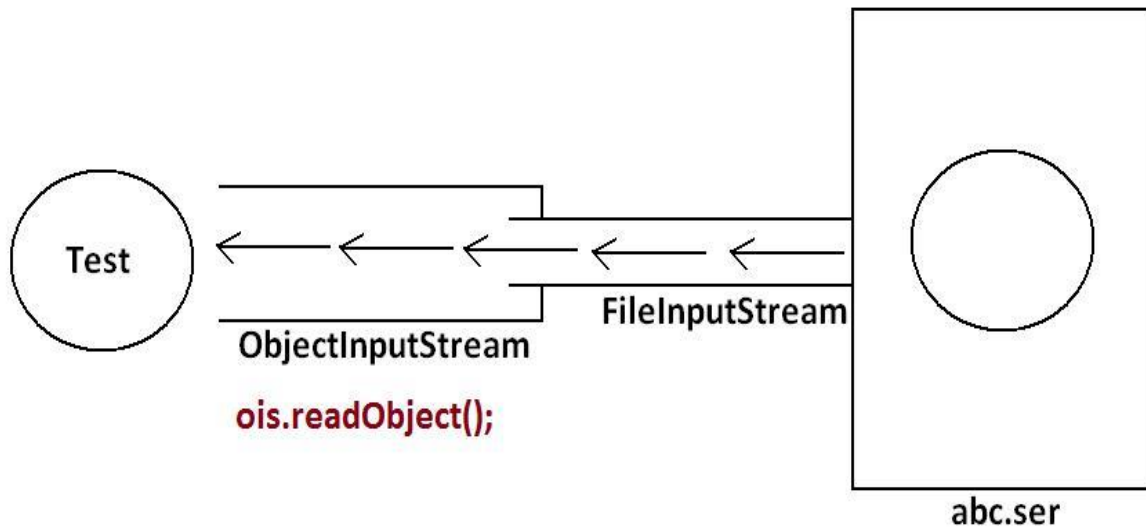 Test
FileInputStream
ObjectInputStream
ois.readObject();
abc.ser